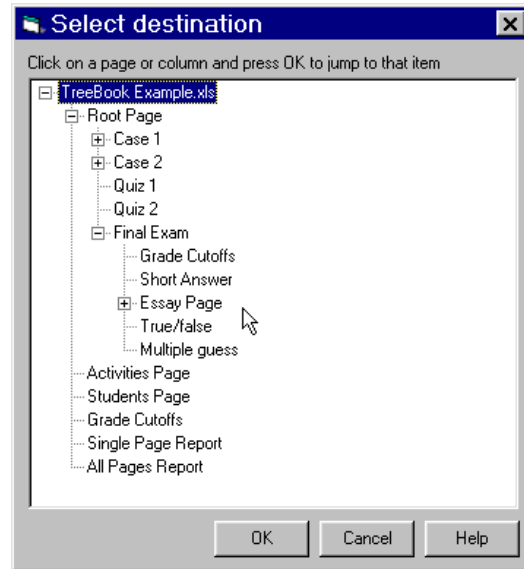 Select destination
Click on a page or column and press OK to jump to that item
TreeBook Example.xls
Root Page
Case 1
Case 2
Quiz 1
Quiz 2
Final Exam
Grade Cutoffs
Short Answer
Essay Page
True/false
Multiple guess
Activities Page
Students Page
Grade Cutoffs
Single Page Report
All Pages Report
OK Cancel Help